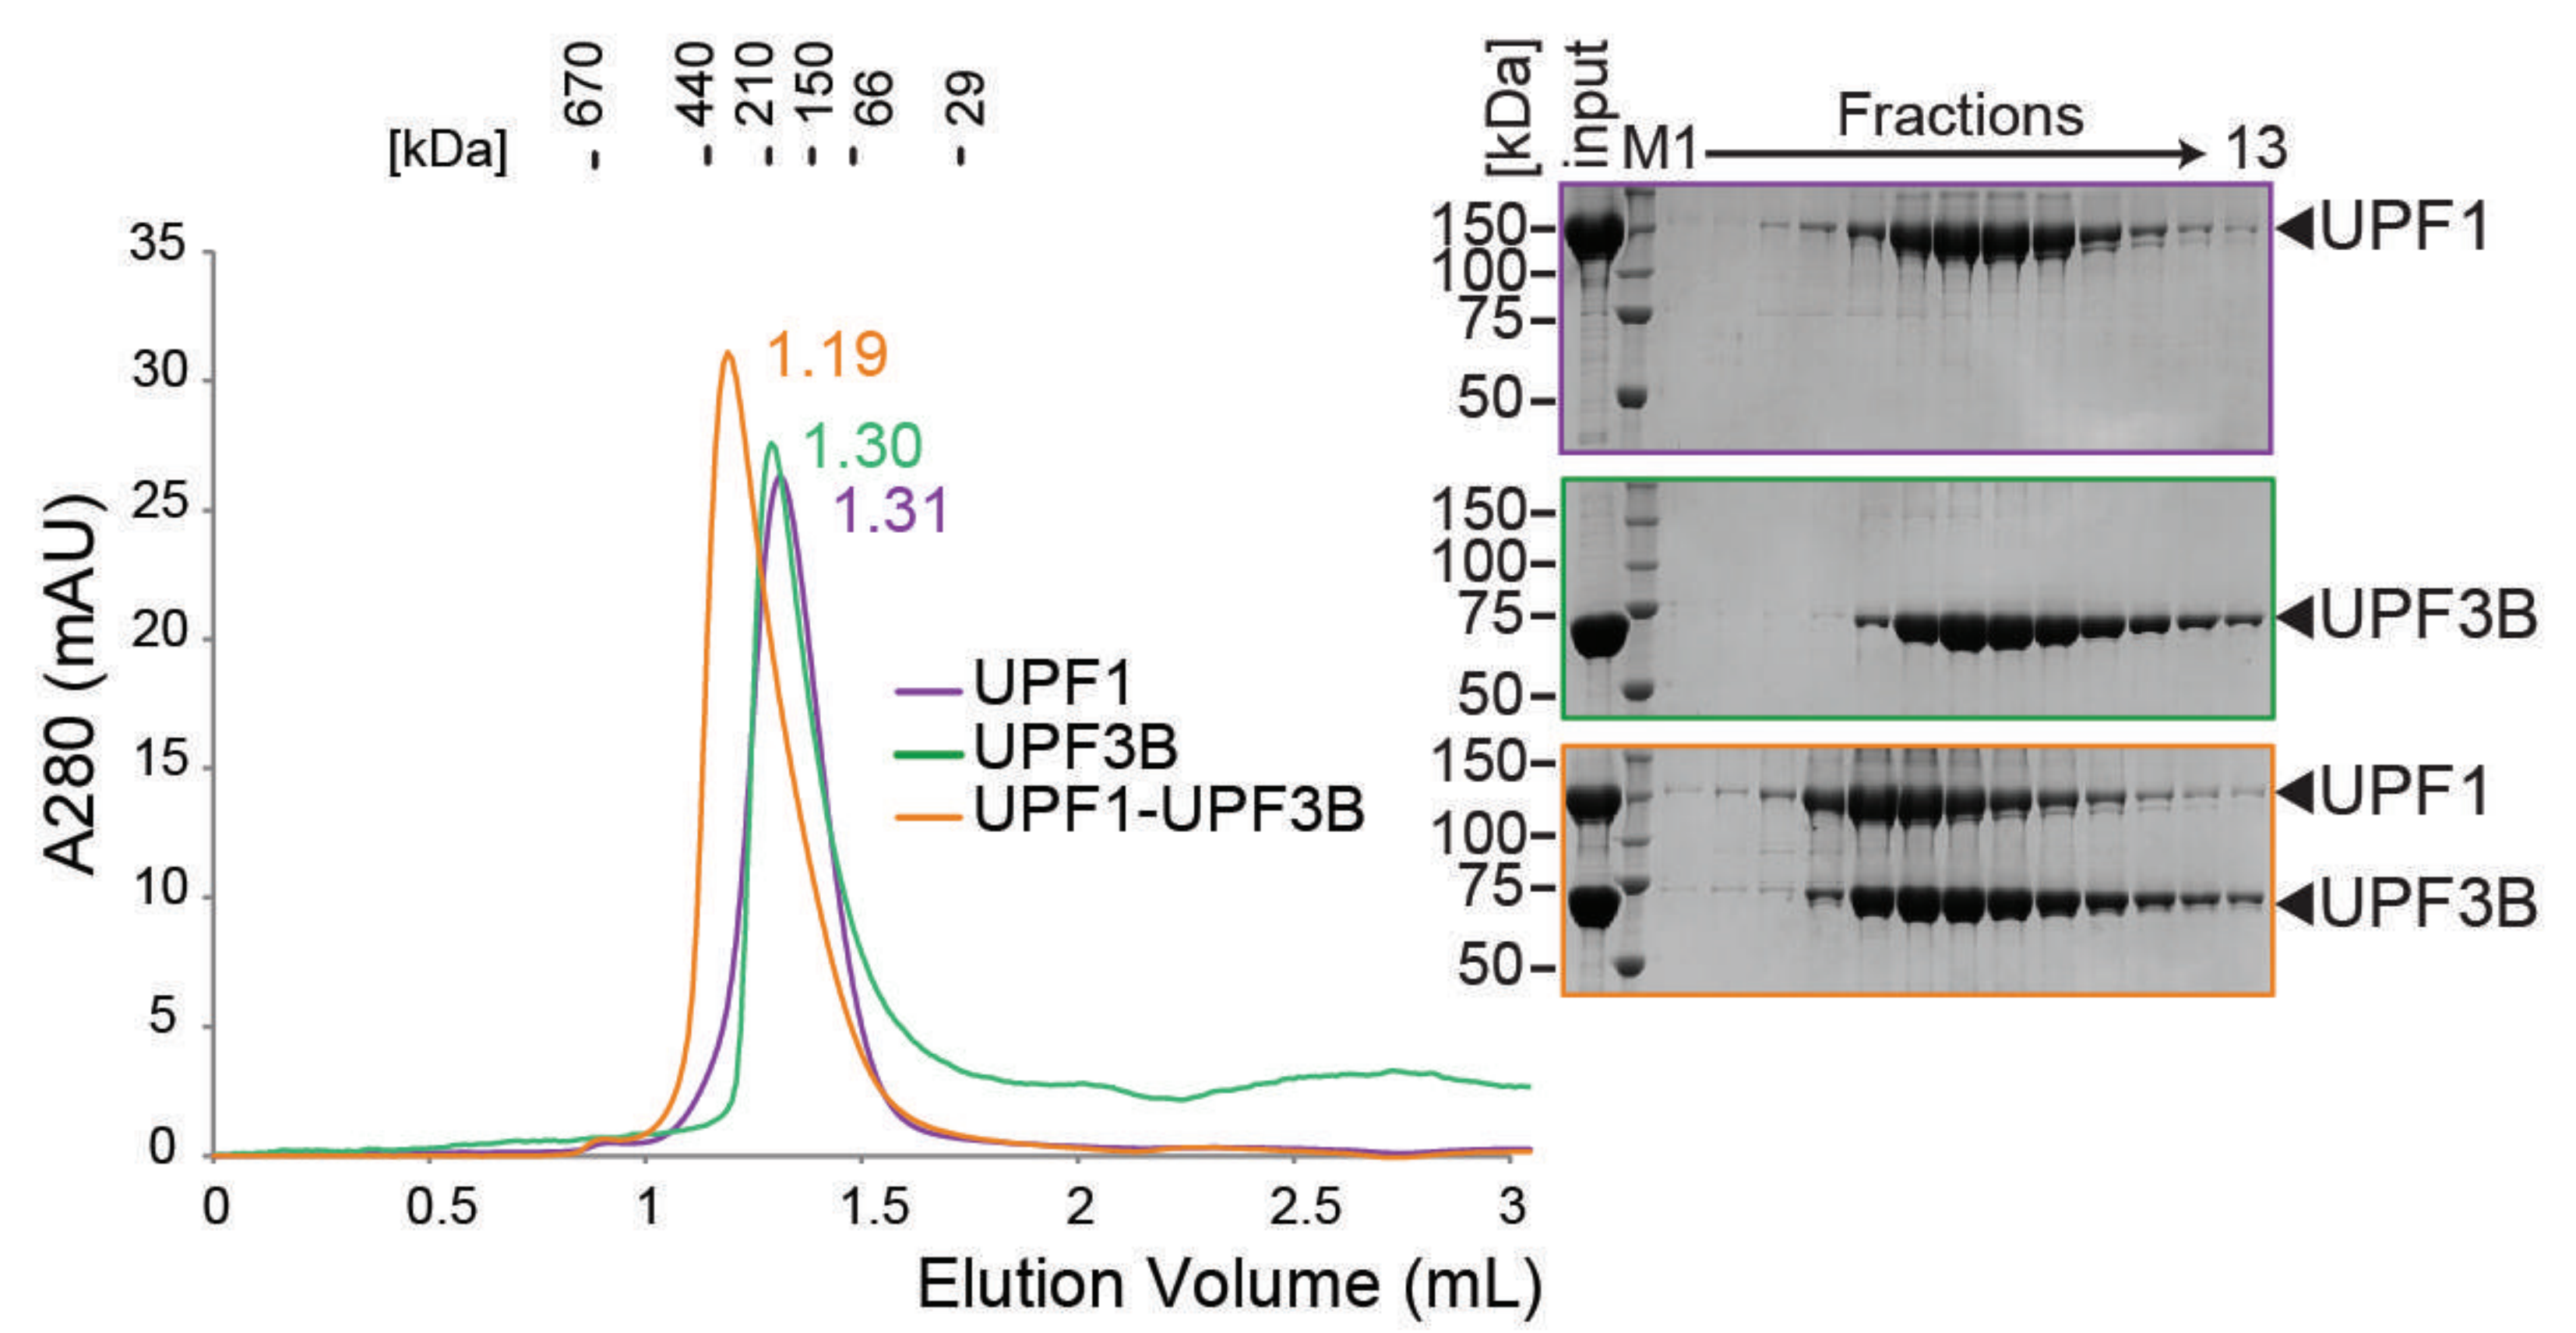 [kDa]
670
440
210
150
66
29
A280 (mAU)
35
30
25
20
15
10
5
0
1.19
1.30
1.31
UPF1
UPF3B
UPF1-UPF3B
0 0.5 1 1.5 2 2.5 3
Elution Volume (mL)
[kDa]
input
M1 Fractions 13
150
100
75
50
UPF1
150
100
75
50
UPF3B
150
100
75
50
UPF1
UPF3B